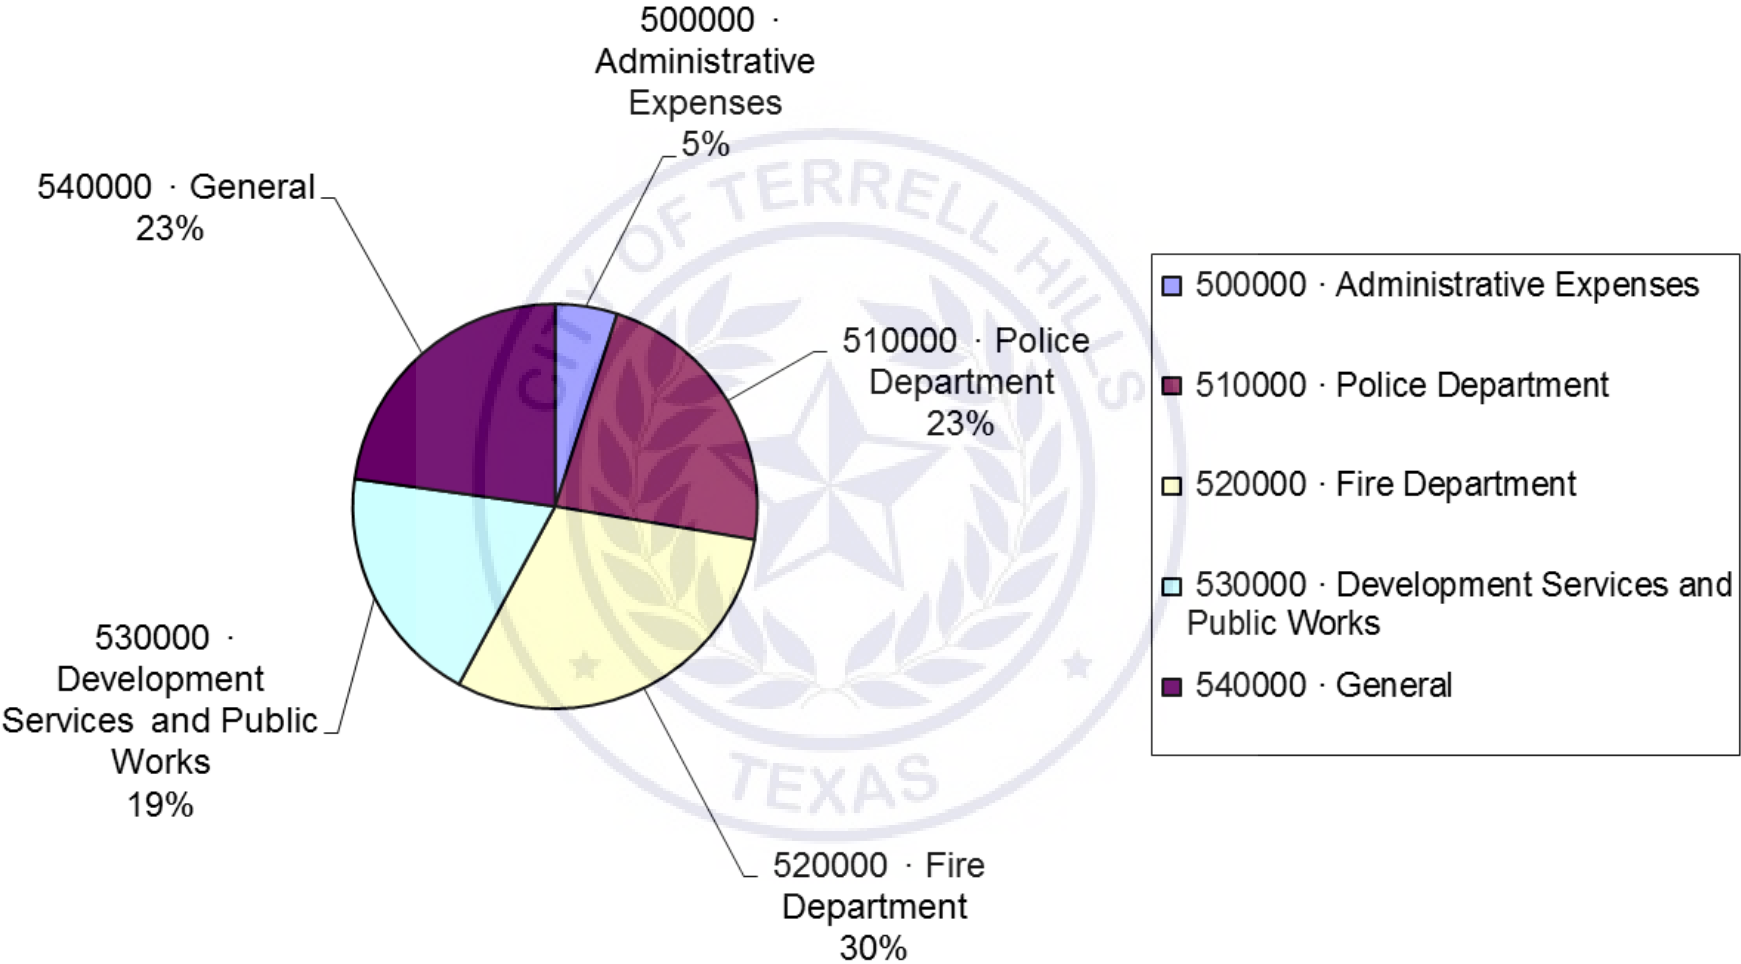 500000 ·
Administrative
Expenses
5%
540000 · General
23%
510000 · Police
Department
23%
530000 ·
Development
Services and Public
Works
19%
520000 · Fire
Department
30%
500000 · Administrative Expenses
510000 · Police Department
520000 · Fire Department
530000 · Development Services and
Public Works
540000 · General
CITY OF TERRELL HILLS
TEXAS